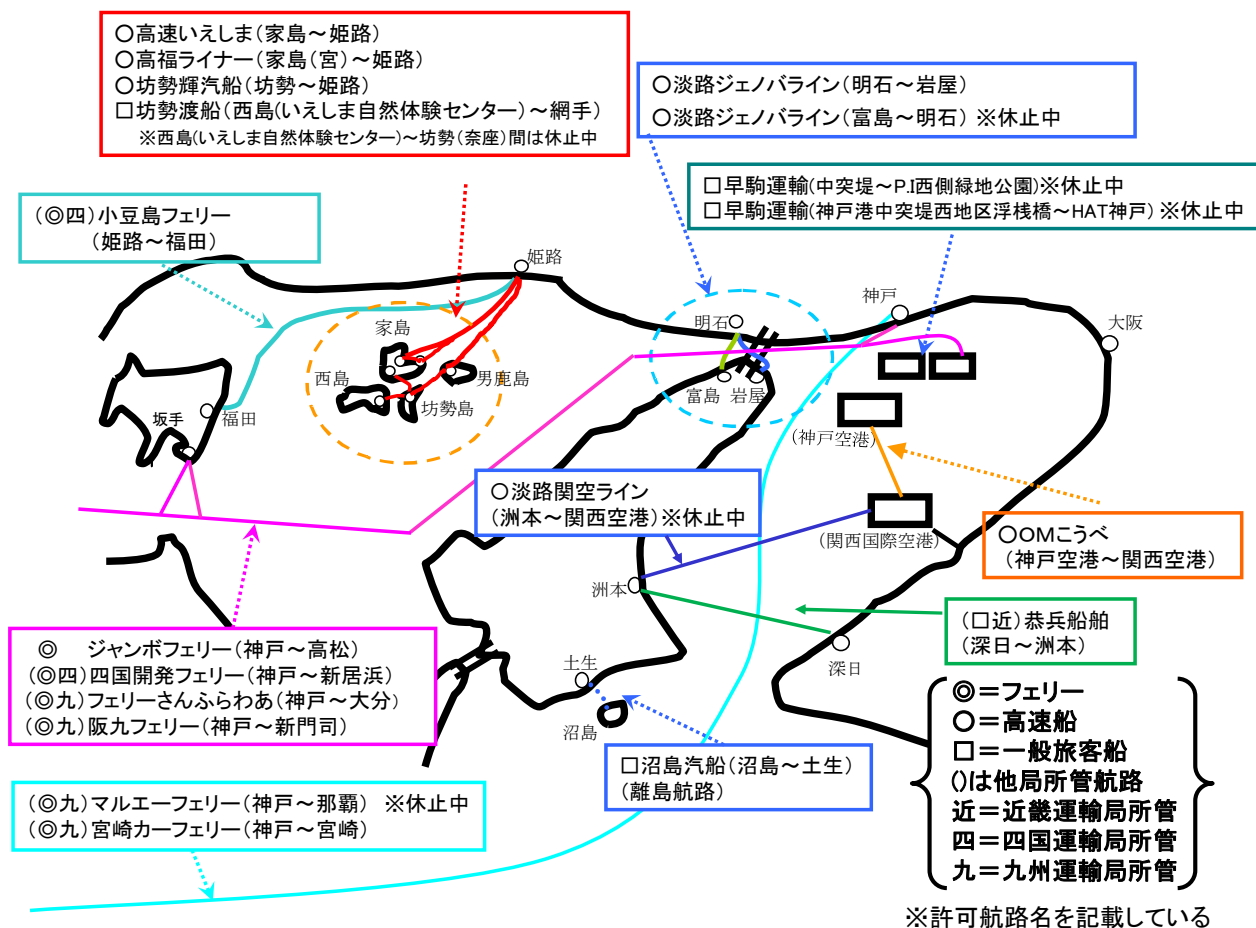 ○高速いえしま（家島～姫路）
○高福ライナー（家島（宮）～姫路）
○坊勢輝汽船（坊勢～姫路）
□坊勢渡船（西島（いえしま自然体験センター）～網手）
※西島（いえしま自然体験センター）～坊勢（奈座）間は休止中
○淡路ジェノバライン（明石～岩屋）
○淡路ジェノバライン（富島～明石） ※休止中
□早駒運輸（中突堤～P.I西側緑地公園）※休止中
□早駒運輸（神戸港中突堤西地区浮桟橋～HAT神戸） ※休止中
（◎四）小豆島フェリー
（姫路～福田）
姫路
神戸
明石
大阪
家島
西島
男鹿島
坊勢島
富島
岩屋
坂手
福田
（神戸空港）
○淡路関空ライン
（洲本～関西空港）※休止中
（関西国際空港）
○OMこうべ
（神戸空港～関西空港）
洲本
（□近）恭兵船舶
（深日～洲本）
深日
◎ ジャンボフェリー（神戸～高松）
（◎四）四国開発フェリー（神戸～新居浜）
（◎九）フェリーさんふらわあ（神戸～大分）
（◎九）阪九フェリー（神戸～新門司）
土生
沼島
□沼島汽船（沼島～土生）
（離島航路）
（◎九）マルエーフェリー（神戸～那覇） ※休止中
（◎九）宮崎カーフェリー（神戸～宮崎）
◎＝フェリー
○＝高速船
□＝一般旅客船
()は他局所管航路
近＝近畿運輸局所管
四＝四国運輸局所管
九＝九州運輸局所管
※許可航路名を記載している